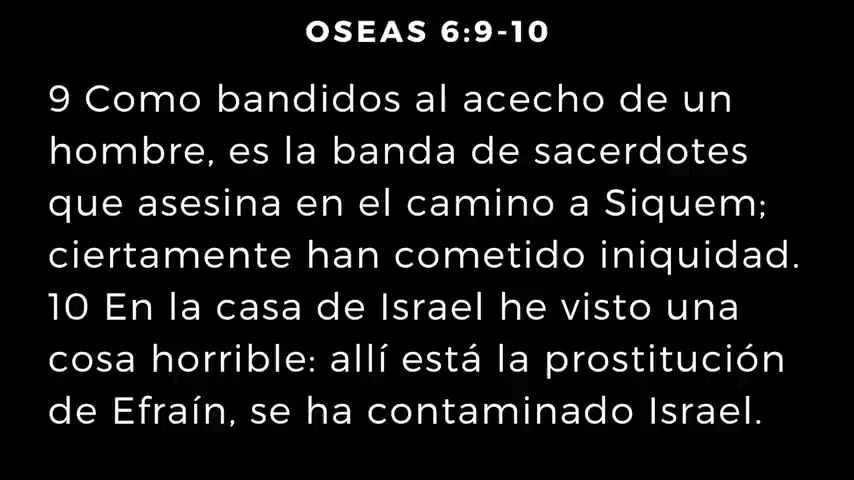 OSEAS 6:9-10
9 Como bandidos al acecho de un
hombre, es la banda de sacerdotes
que asesina en el camino a Siquem;
ciertamente han cometido iniquidad.
10 En la casa de Israel he visto una
cosa horrible: allí está la prostitución
de Efraín, se ha contaminado Israel.